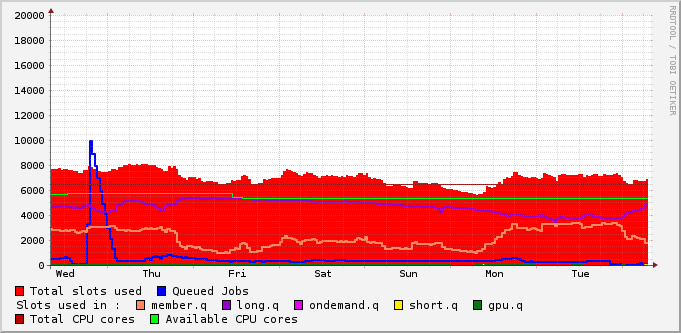 20000
18000
16000
14000
12000
10000
8000
6000
4000
2000
0
Wed Thu Fri Sat Sun Mon Tue
RRDTOOL / TOBI OETIKER
Total slots used Queued Jobs
Slots used in : member.q long.q ondemand.q short.q gpu.q
Total CPU cores Available CPU cores